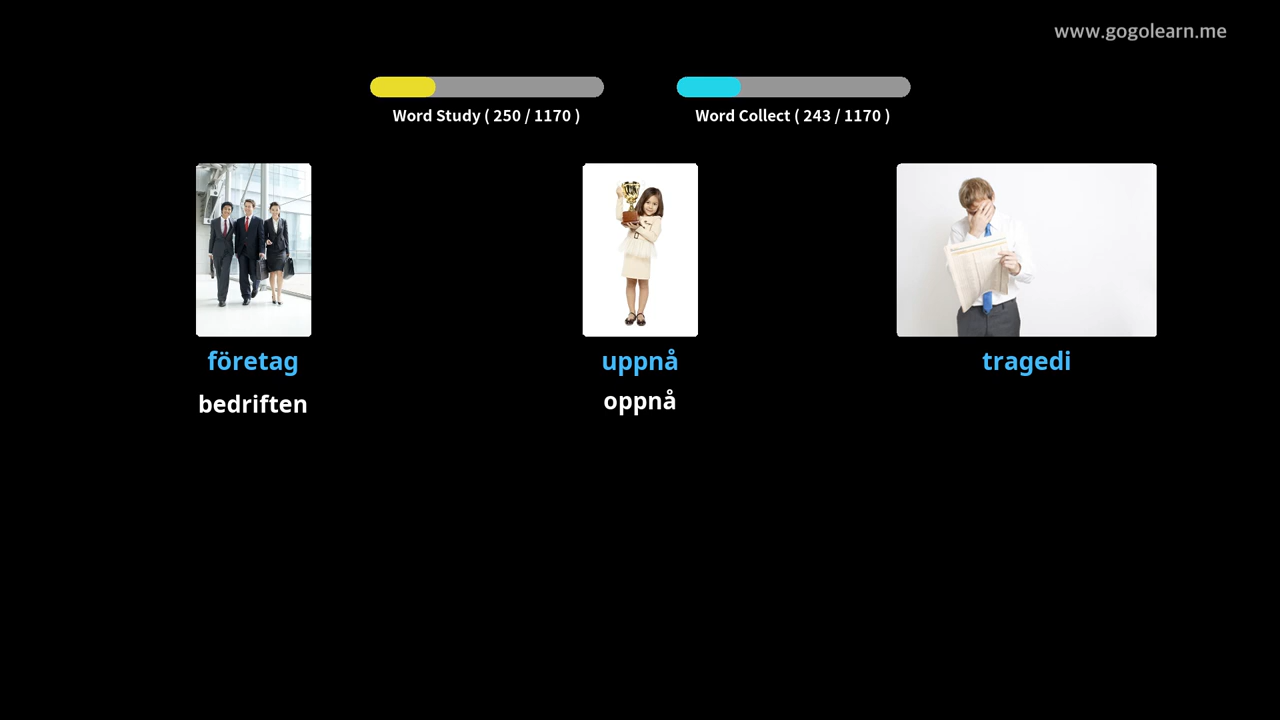 www.gogolearn.me
Word Study ( 250 / 1170 )
Word Collect ( 243 / 1170 )
företag
uppnå
tragedi
bedriften
oppnå